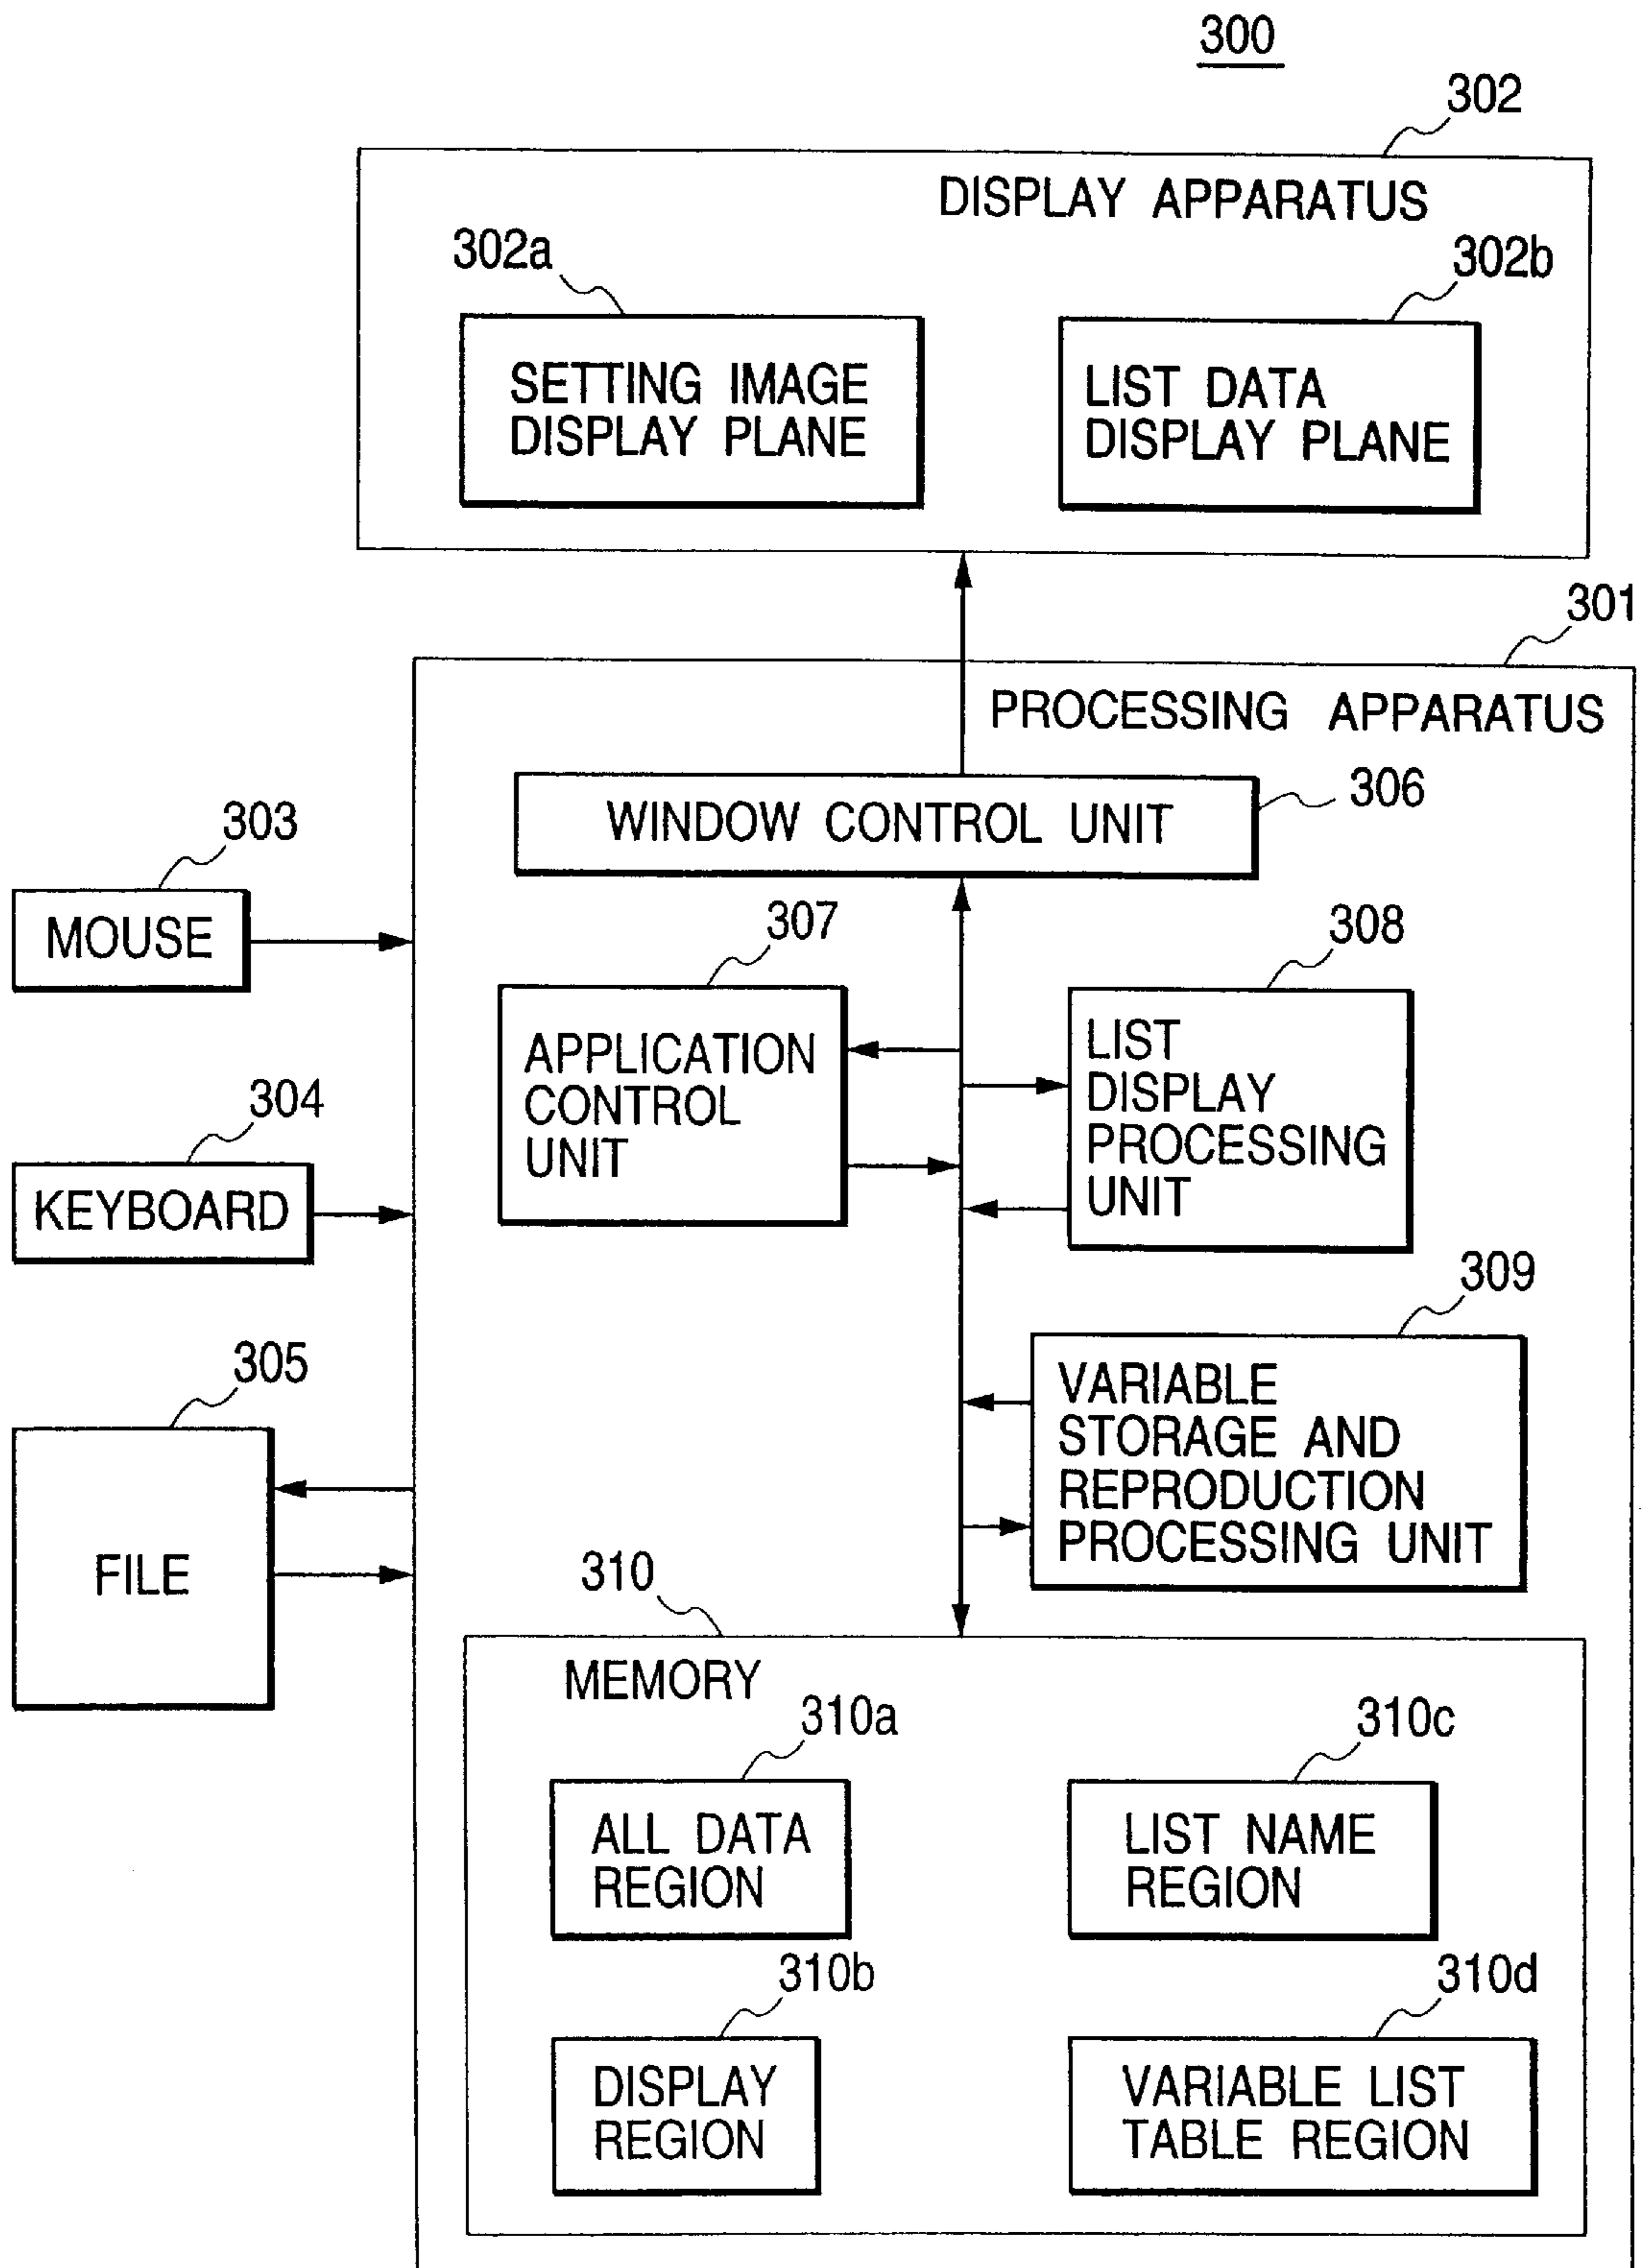 300
302
DISPLAY APPARATUS
302a
302b
SETTING IMAGE
DISPLAY PLANE
LIST DATA
DISPLAY PLANE
301
PROCESSING APPARATUS
WINDOW CONTROL UNIT
306
303
MOUSE
307
308
APPLICATION
CONTROL
UNIT
LIST
DISPLAY
PROCESSING
UNIT
304
KEYBOARD
309
VARIABLE
STORAGE AND
REPRODUCTION
PROCESSING UNIT
305
FILE
310
MEMORY
310a
310c
ALL DATA
REGION
LIST NAME
REGION
310b
310d
DISPLAY
REGION
VARIABLE LIST
TABLE REGION